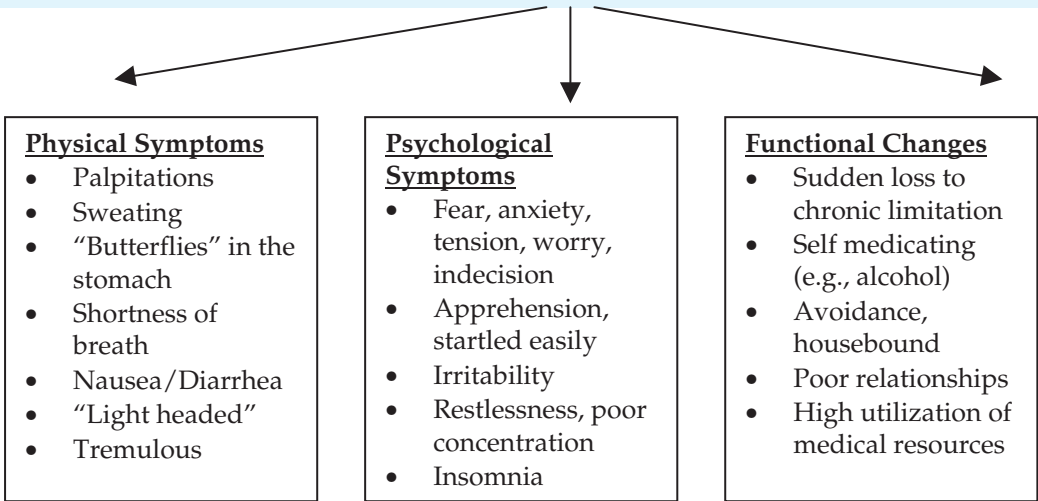 Physical Symptoms
• Palpitations
• Sweating
• “Butterflies” in the
stomach
• Shortness of
breath
• Nausea/Diarrhea
• “Light headed”
• Tremulous
Psychological
Symptoms
• Fear, anxiety,
tension, worry,
indecision
• Apprehension,
startled easily
• Irritability
• Restlessness, poor
concentration
• Insomnia
Functional Changes
• Sudden loss to
chronic limitation
• Self medicating
(e.g., alcohol)
• Avoidance,
housebound
• Poor relationships
• High utilization of
medical resources